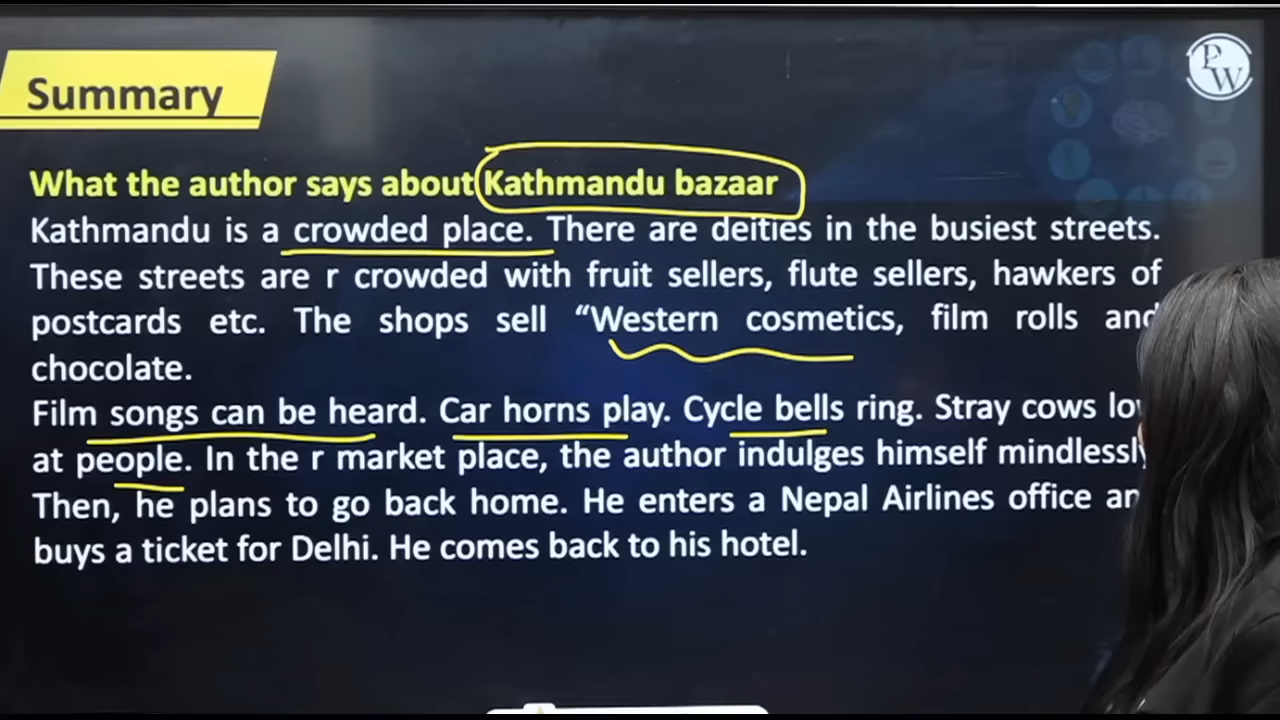 Summary
PW
What the author says about Kathmandu bazaar
Kathmandu is a crowded place. There are deities in the busiest streets.
These streets are r crowded with fruit sellers, flute sellers, hawkers of
postcards etc. The shops sell “Western cosmetics, film rolls and
chocolate.
Film songs can be heard. Car horns play. Cycle bells ring. Stray cows
at people. In the r market place, the author indulges himself mindlessly
Then, he plans to go back home. He enters a Nepal Airlines office
buys a ticket for Delhi. He comes back to his hotel.